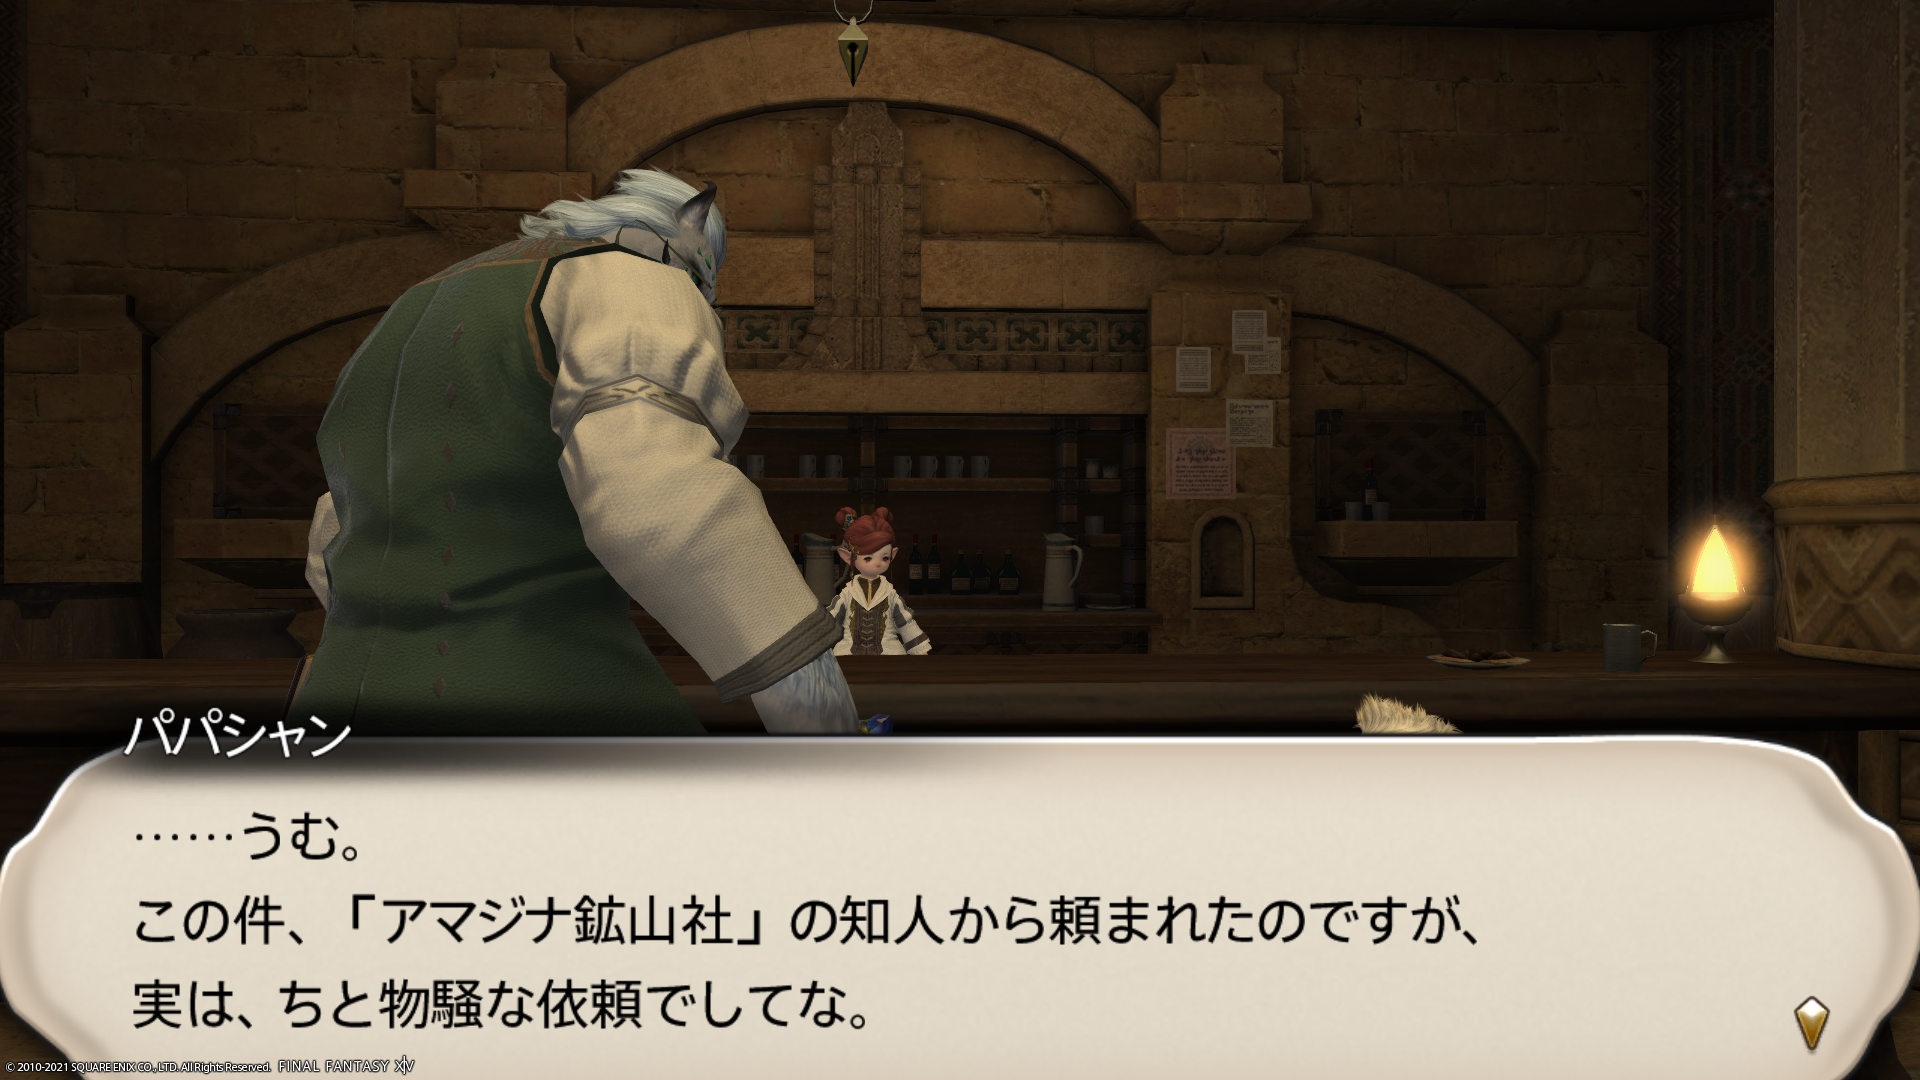 パパシャン
……うむ。
この件、「アマジナ鉱山社」の知人から頼まれたのですが、
実は、ちと物騒な依頼でしてな。
© 2010-2021 SQUARE ENIX CO., LTD. All Rights Reserved. FINAL FANTASY XIV